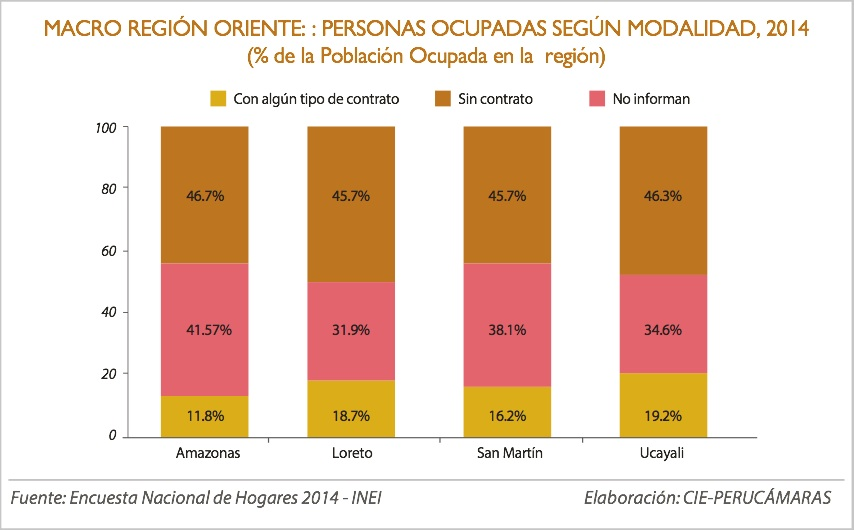 MACRO REGIÓN ORIENTE: : PERSONAS OCUPADAS SEGÚN MODALIDAD, 2014
(% de la Población Ocupada en la región)
Con algún tipo de contrato Sin contrato No informan
100
80
60
40
20
0
46.7% 45.7% 45.7% 46.3%
41.57% 31.9% 38.1% 34.6%
11.8% 18.7% 16.2% 19.2%
Amazonas Loreto San Martín Ucayali
Fuente: Encuesta Nacional de Hogares 2014 - INEI Elaboración: CIE-PERUCÁMARAS